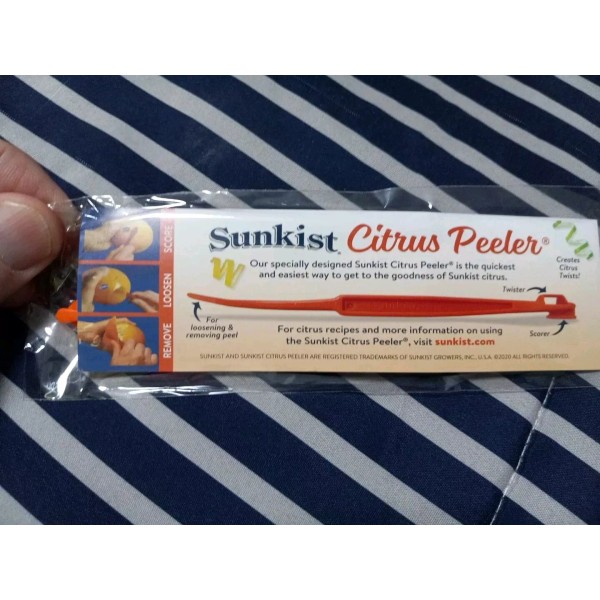 Sunkist™ Citrus Peeler®
Our specially designed Sunkist Citrus Peeler® is the quickest
and easiest way to get to the goodness of Sunkist citrus.
Creates
Citrus
Twists!
SCORE
LOOSEN
REMOVE
Twister
Scorer
For
loosening &
removing peel
For citrus recipes and more information on using
the Sunkist Citrus Peeler®, visit sunkist.com
SUNKIST AND SUNKIST CITRUS PEELER ARE REGISTERED TRADEMARKS OF SUNKIST GROWERS, INC., U.S.A. ©2020 ALL RIGHTS RESERVED.